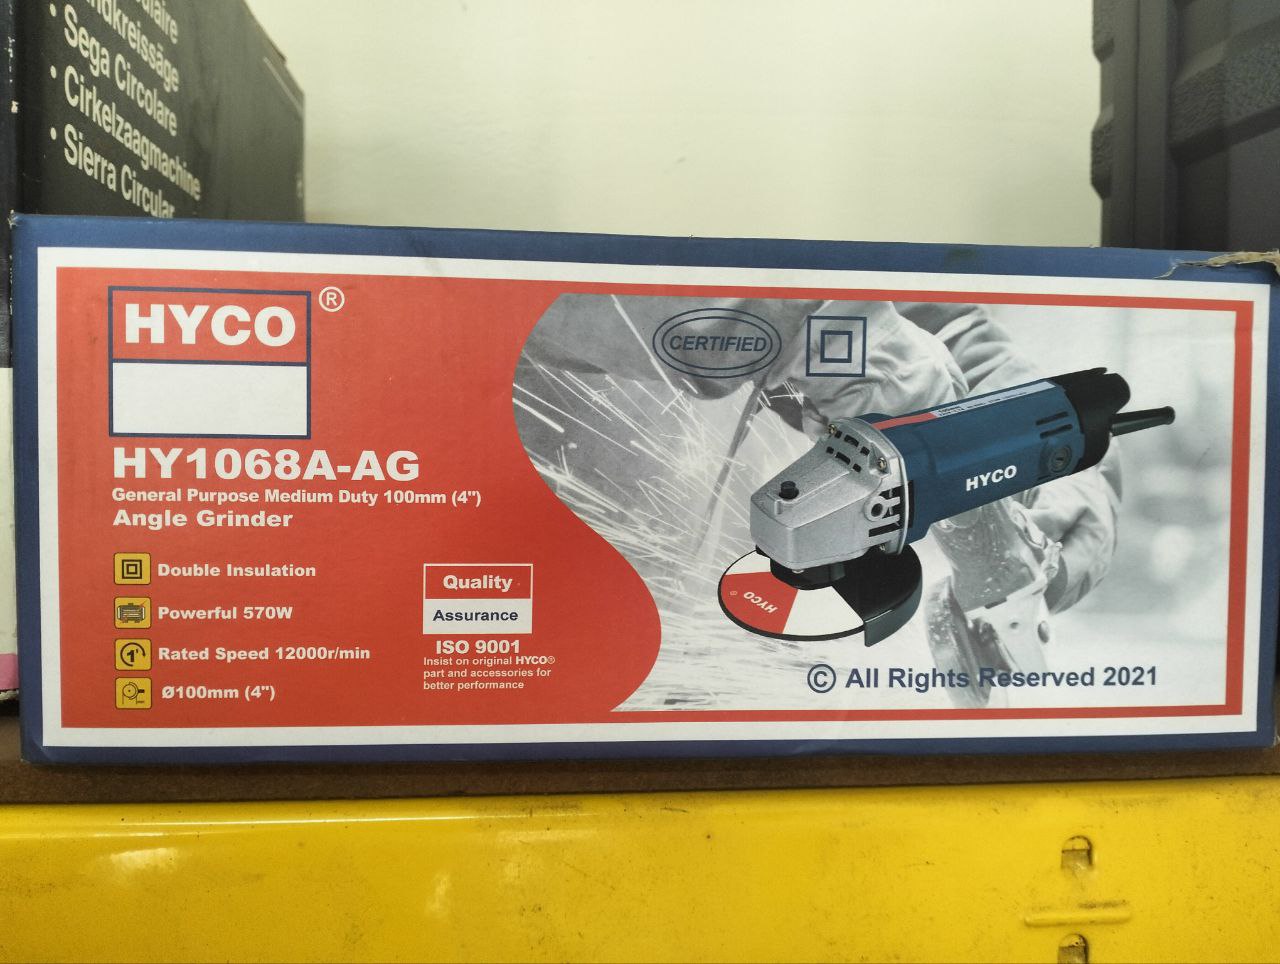 Sega Circolare
Cirkelzaagmachine
Sierra Circular
HYCO ®
HY1068A-AG
General Purpose Medium Duty 100mm (4")
Angle Grinder
Double Insulation
Powerful 570W
Rated Speed 12000r/min
Ø100mm (4")
Quality
Assurance
ISO 9001
Insist on original HYCO®
part and accessories for
better performance
CERTIFIED
HYCO
HYCO
© All Rights Reserved 2021